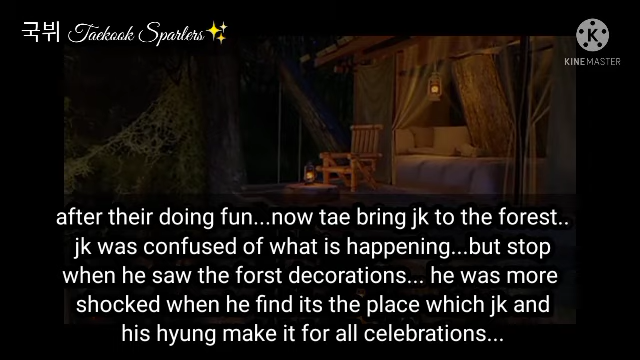 국뷔 Taekook Sparlers✨
KINEMASTER
after their doing fun...now tae bring jk to the forest..
jk was confused of what is happening...but stop
when he saw the forst decorations... he was more
shocked when he find its the place which jk and
his hyung make it for all celebrations...